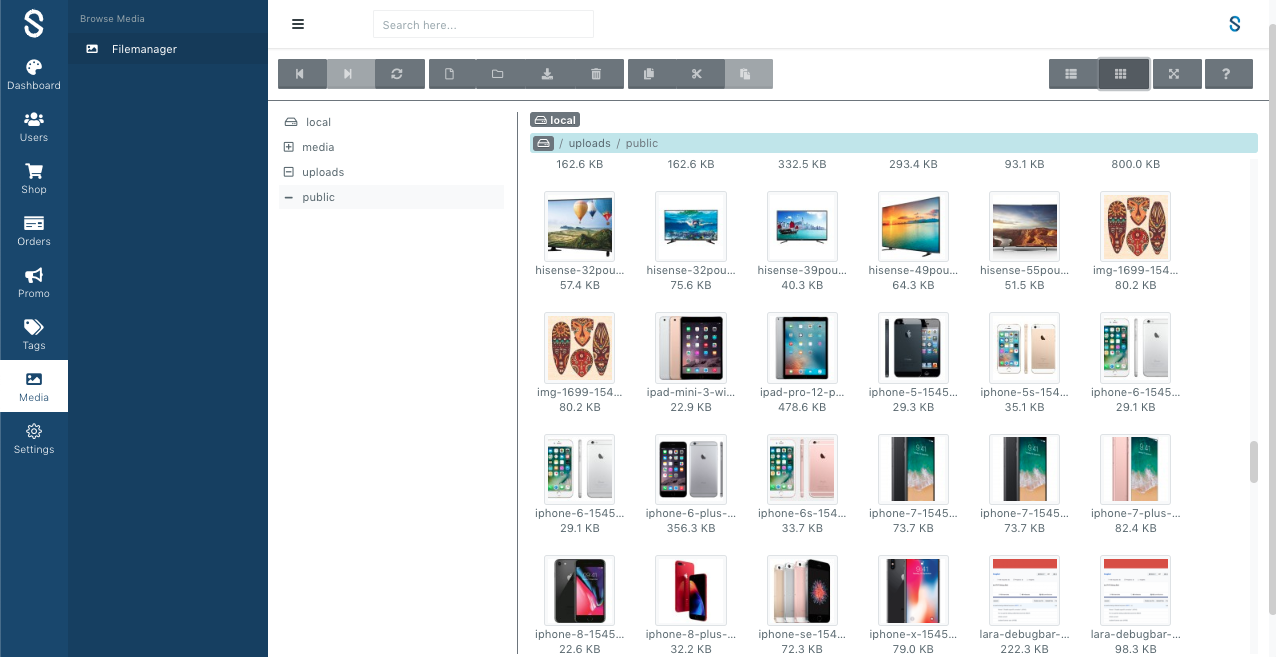 Browse Media
Filemanager
Dashboard
Users
Shop
Orders
Promo
Tags
Media
Settings
Search here...
?
local
media
uploads
public
local
/ uploads / public
162.6 KB 162.6 KB 332.5 KB 293.4 KB 93.1 KB 800.0 KB
hisense-32pou... hisense-32pou... hisense-39pou... hisense-49pou... hisense-55pou... img-1699-154...
57.4 KB 75.6 KB 40.3 KB 64.3 KB 51.5 KB 80.2 KB
img-1699-154... ipad-mini-3-wi... ipad-pro-12-p... iphone-5-1545... iphone-5s-154... iphone-6-1545...
80.2 KB 22.9 KB 478.6 KB 29.3 KB 35.1 KB 29.1 KB
iphone-6-1545... iphone-6-plus-... iphone-6s-154... iphone-7-1545... iphone-7-1545... iphone-7-plus-...
29.1 KB 356.3 KB 33.7 KB 73.7 KB 73.7 KB 82.4 KB
iphone-8-1545... iphone-8-plus-... iphone-se-154... iphone-x-1545... lara-debugbar-... lara-debugbar-...
22.6 KB 32.2 KB 72.3 KB 79.0 KB 222.3 KB 98.3 KB